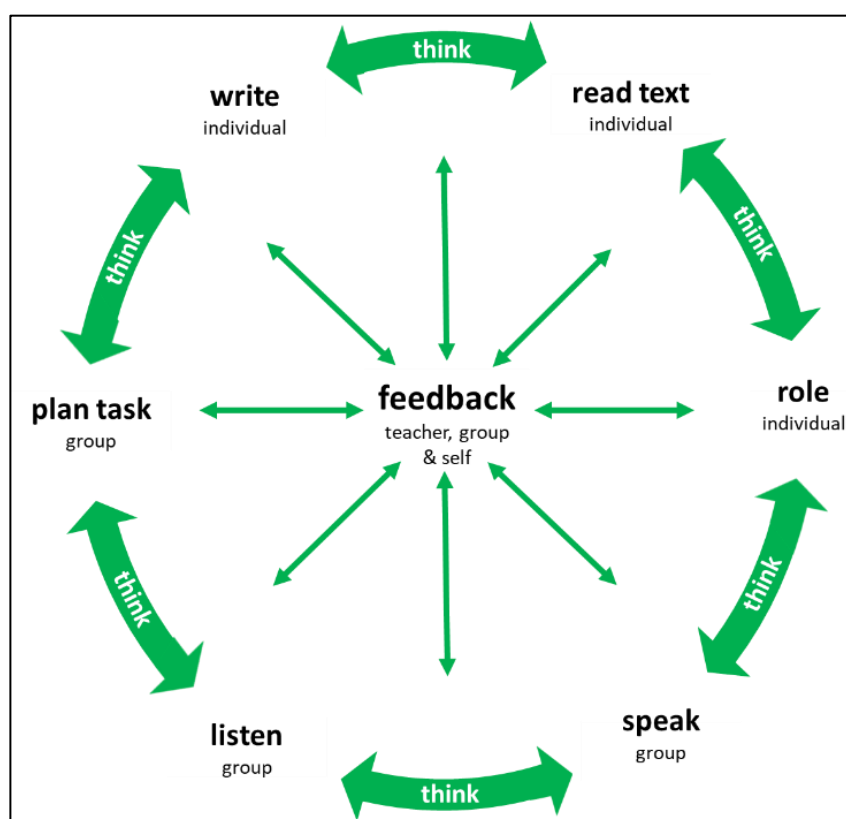 think
write
individual
read text
individual
think
think
plan task
group
feedback
teacher, group
& self
role
individual
think
think
listen
group
speak
group
think